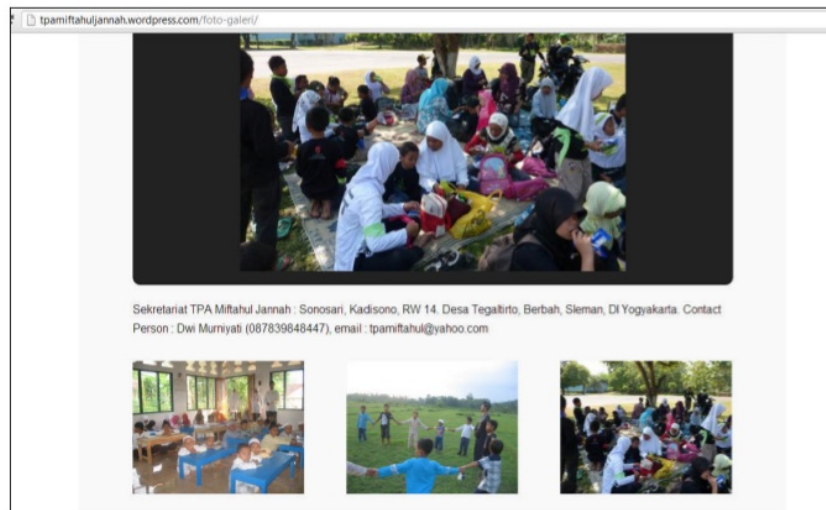 tpamiftahuljannah.wordpress.com/foto-galeri/
Sekretariat TPA Miftahul Jannah : Sonosari, Kadisono, RW 14. Desa Tegaltirto, Berbah, Sleman, DI Yogyakarta. Contact
Person : Dwi Murniyati (087839848447), email : tpamiftahul@yahoo.com